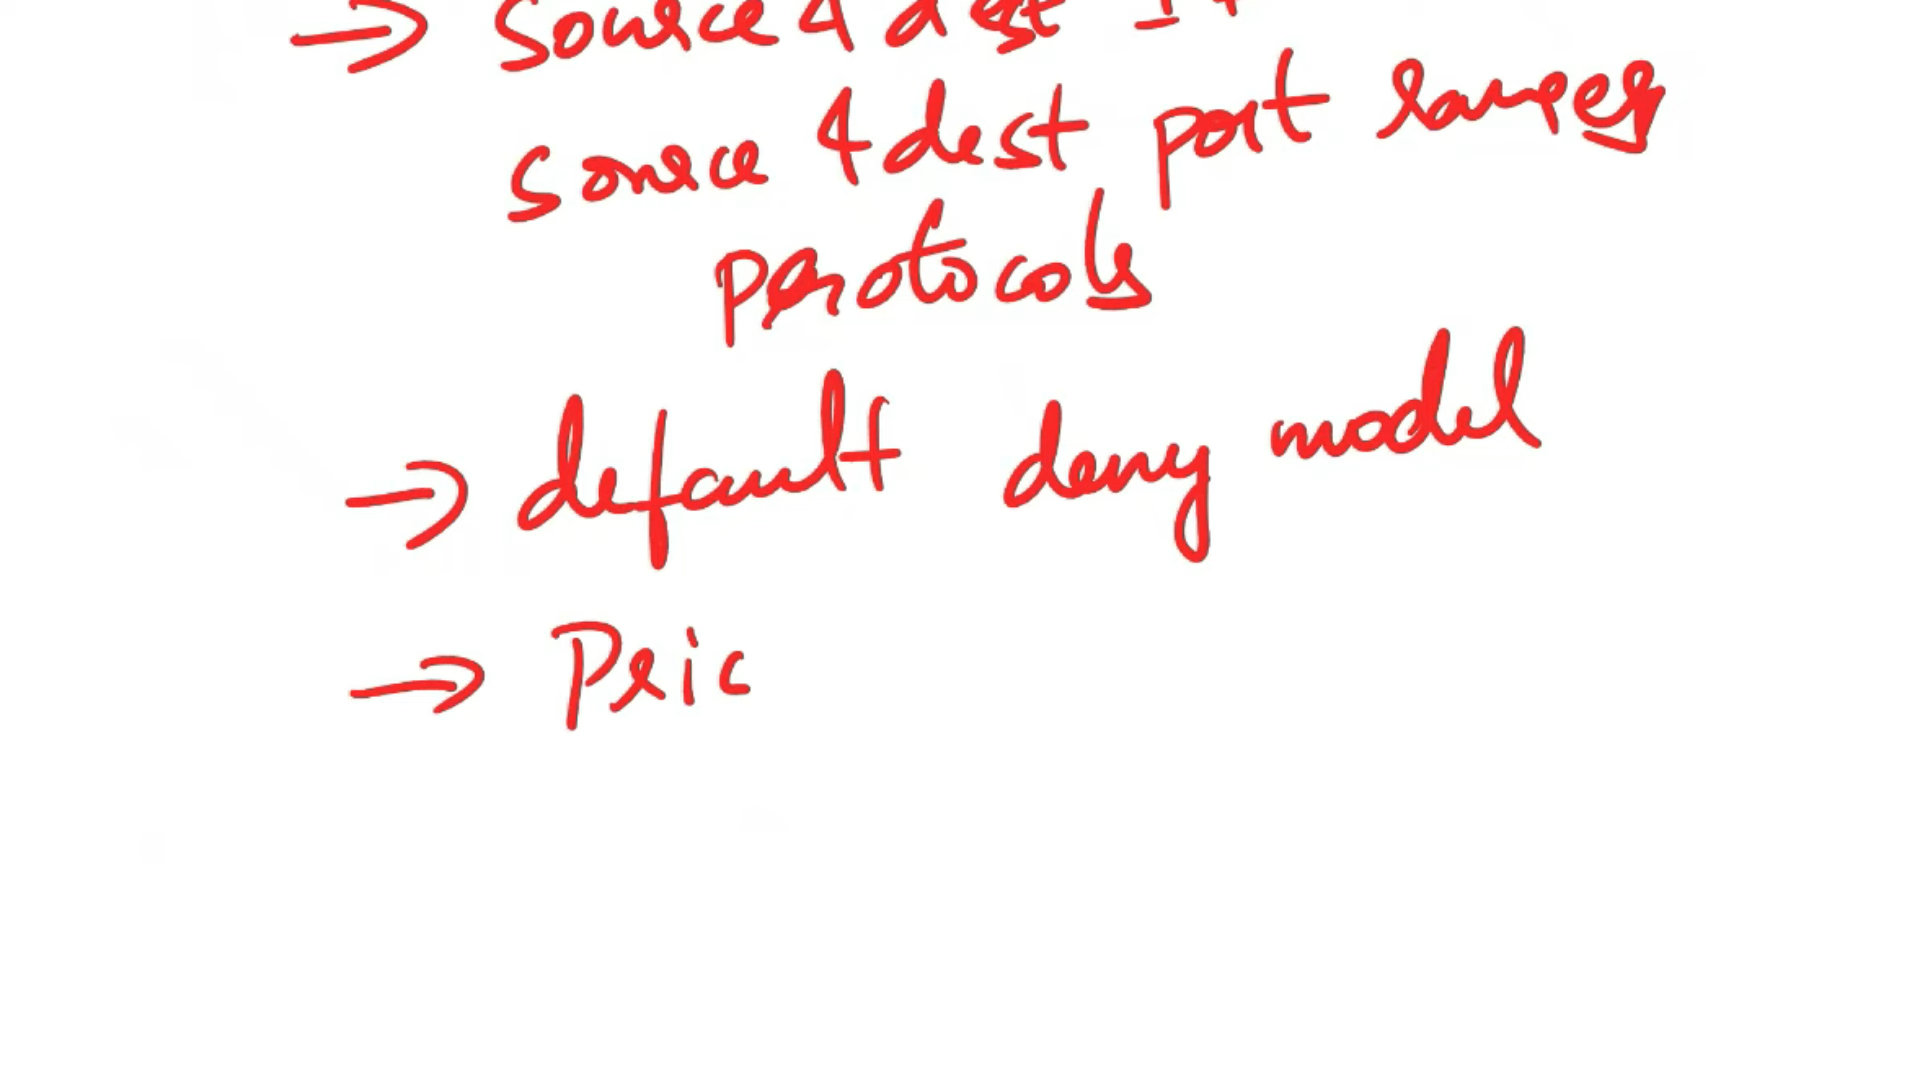 → Source & dest
source & dest port ranges
protocols
→ default deny model
→ Pric